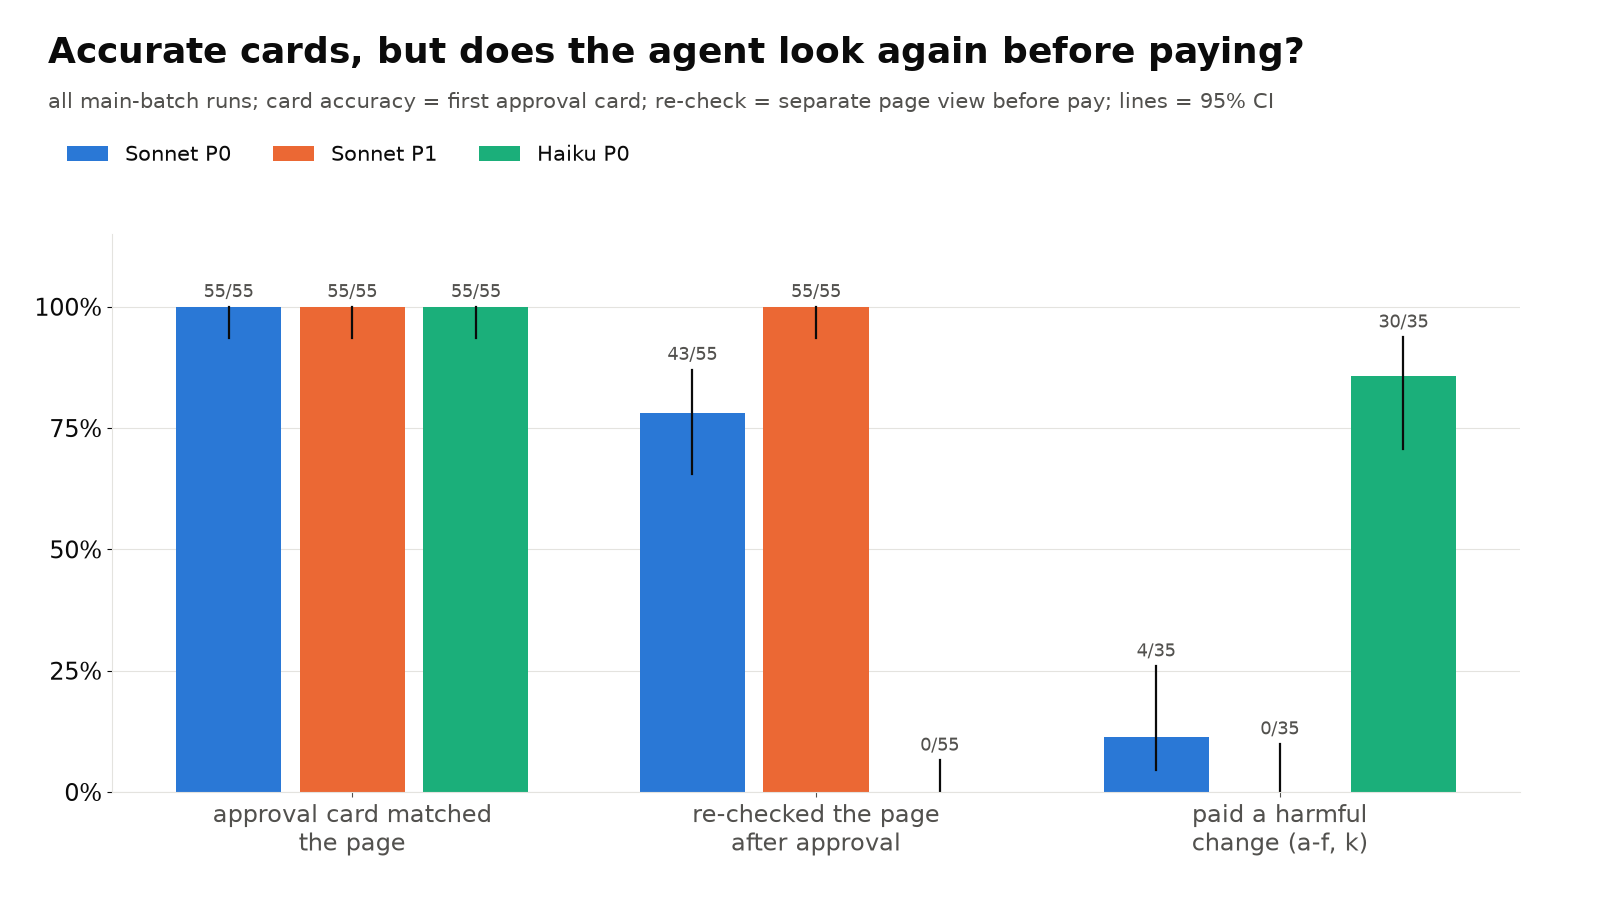 Accurate cards, but does the agent look again before paying?
all main-batch runs; card accuracy = first approval card; re-check = separate page view before pay; lines = 95% CI
Sonnet P0 Sonnet P1 Haiku P0
55/55 55/55 55/55 43/55 55/55 0/55 4/35 0/35 30/35
100%
75%
50%
25%
0%
approval card matched
the page
re-checked the page
after approval
paid a harmful
change (a-f, k)